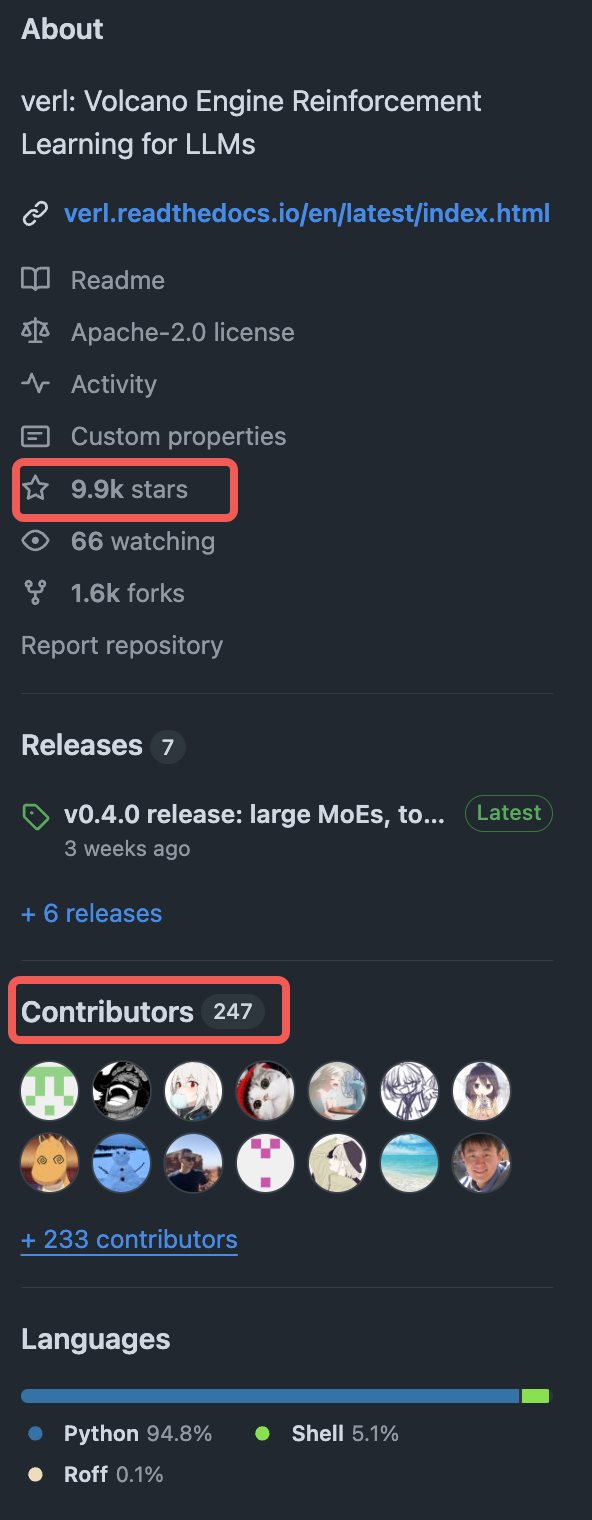 About
verl: Volcano Engine Reinforcement
Learning for LLMs
verl.readthedocs.io/en/latest/index.html
Readme
Apache-2.0 license
Activity
Custom properties
9.9k stars
66 watching
1.6k forks
Report repository
Releases 7
v0.4.0 release: large MoEs, to... Latest
3 weeks ago
+ 6 releases
Contributors 247
+ 233 contributors
Languages
Python 94.8% Shell 5.1%
Roff 0.1%